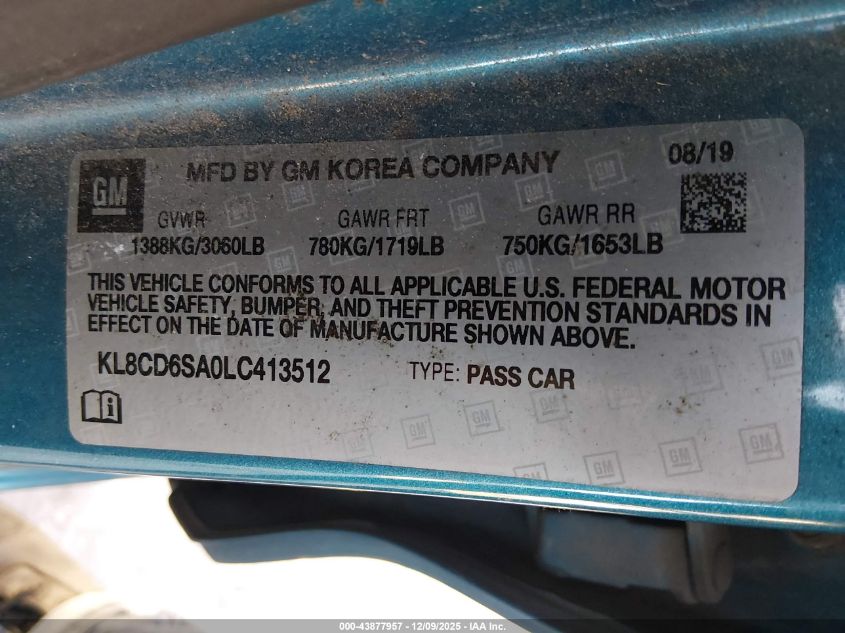 GM
MFD BY GM KOREA COMPANY
08/19
GVWR
GAWR FRT
GAWR RR
1388KG/3060LB
780KG/1719LB
750KG/1653LB
THIS VEHICLE CONFORMS TO ALL APPLICABLE U.S. FEDERAL MOTOR
VEHICLE SAFETY, BUMPER, AND THEFT PREVENTION STANDARDS IN
EFFECT ON THE DATE OF MANUFACTURE SHOWN ABOVE.
KL8CD6SA0LC413512
TYPE: PASS CAR
000-43877957 - 12/09/2025 - IAA Inc.